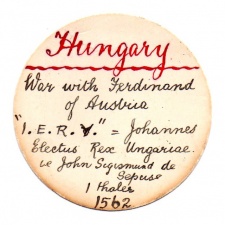 Hungary
War with Ferdinand
of Austria
"I.E.R.V." = Johannes
Electus Rex Ungariae.
ie John Sigismund de
Sepuse
1 Thaler
1562